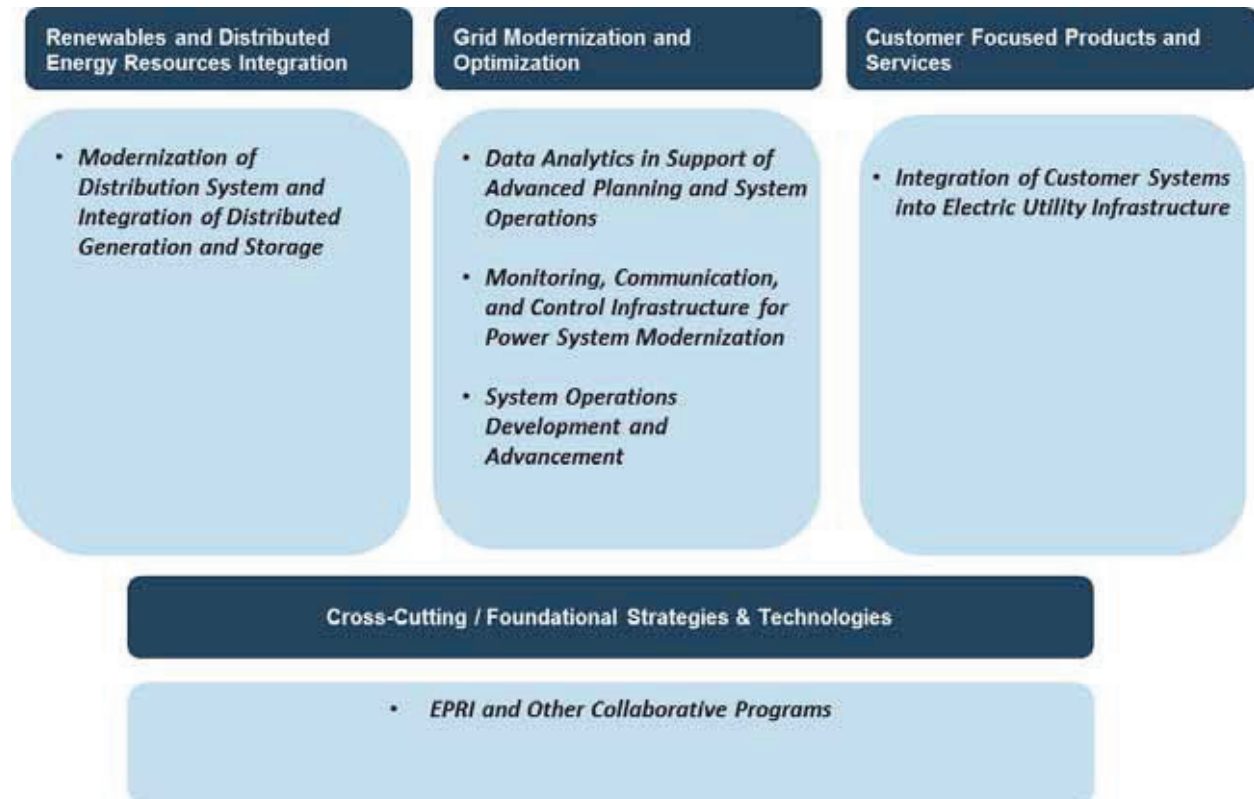 Renewables and Distributed
Energy Resources Integration
• Modernization of
Distribution System and
Integration of Distributed
Generation and Storage
Grid Modernization and
Optimization
• Data Analytics in Support of
Advanced Planning and System
Operations
• Monitoring, Communication,
and Control Infrastructure for
Power System Modernization
• System Operations
Development and
Advancement
Customer Focused Products and
Services
• Integration of Customer Systems
into Electric Utility Infrastructure
Cross-Cutting / Foundational Strategies & Technologies
• EPRI and Other Collaborative Programs